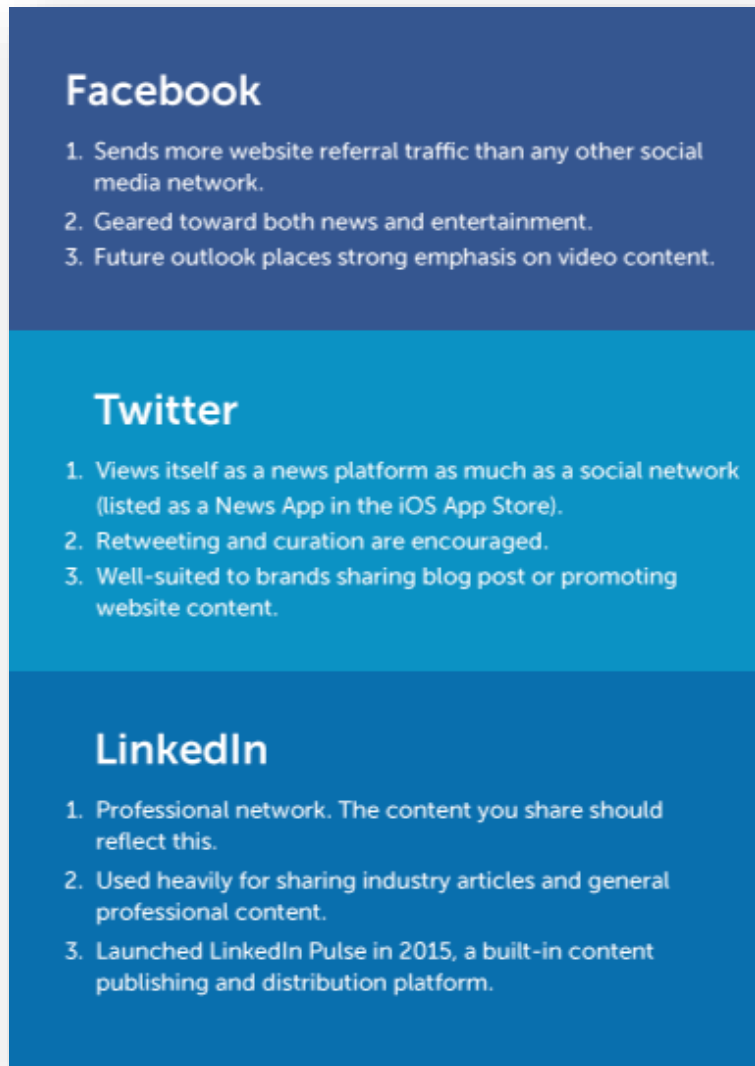 Facebook
1. Sends more website referral traffic than any other social
media network.
2. Geared toward both news and entertainment.
3. Future outlook places strong emphasis on video content.
Twitter
1. Views itself as a news platform as much as a social network
(listed as a News App in the iOS App Store).
2. Retweeting and curation are encouraged.
3. Well-suited to brands sharing blog post or promoting
website content.
LinkedIn
1. Professional network. The content you share should
reflect this.
2. Used heavily for sharing industry articles and general
professional content.
3. Launched LinkedIn Pulse in 2015, a built-in content
publishing and distribution platform.